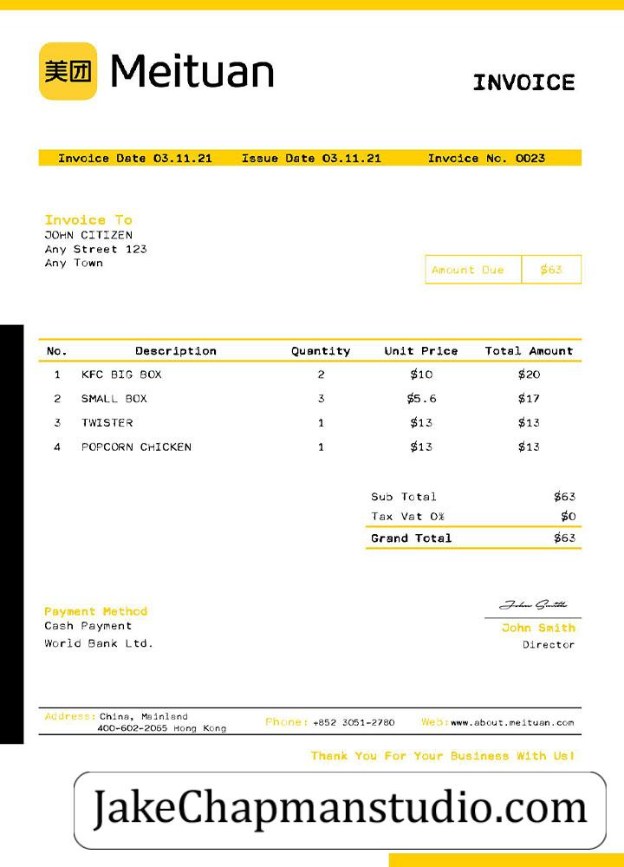 美团 Meituan
INVOICE
Invoice Date 03.11.21 Issue Date 03.11.21 Invoice No. 0023
Invoice To
JOHN CITIZEN
Any Street 123
Any Town
Amount Due $63
No. Description Quantity Unit Price Total Amount
1 KFC BIG BOX 2 $10 $20
2 SMALL BOX 3 $5.6 $17
3 TWISTER 1 $13 $13
4 POPCORN CHICKEN 1 $13 $13
Sub Total $63
Tax Vat 0% $0
Grand Total $63
John Smith
Payment Method
Cash Payment
World Bank Ltd.
John Smith
Director
Address: China, Mainland
400-602-2065 Hong Kong
Phone: +852 3051-2780 Web: www.about.meituan.com
Thank You For Your Business With Us!
JakeChapmanstudio.com